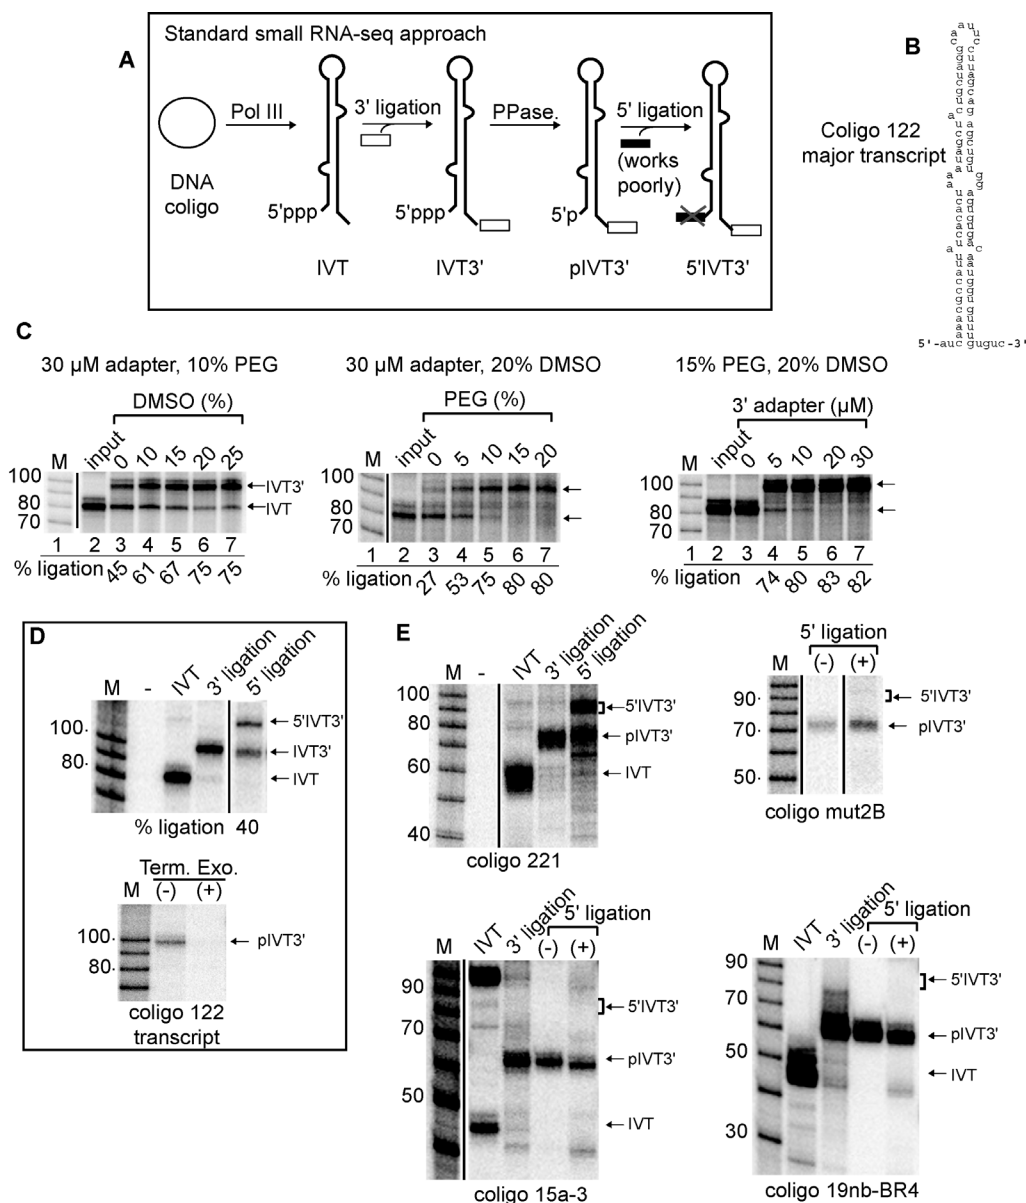 A
Standard small RNA-seq approach
Pol III
3' ligation
PPase.
5' ligation
(works
poorly)
DNA
coligo
5'ppp
5'ppp
5'p
IVT
IVT3'
pIVT3'
5'IVT3'
B
Coligo 122
major transcript
5'-auc
guguc-3'
C
30 µM adapter, 10% PEG
DMSO (%)
M
input
0
10
15
20
25
100
80
70
IVT3'
IVT
1
2
3
4
5
6
7
% ligation
45
61
67
75
75
30 µM adapter, 20% DMSO
PEG (%)
M
input
0
5
10
15
20
100
80
70
1
2
3
4
5
6
7
% ligation
27
53
75
80
80
15% PEG, 20% DMSO
3' adapter (µM)
M
input
0
5
10
20
30
100
80
70
1
2
3
4
5
6
7
% ligation
74
80
83
82
D
M
-
IVT
3' ligation
5' ligation
100
80
5'IVT3'
IVT3'
IVT
% ligation 40
Term. Exo.
M
(-)
(+)
100
80
pIVT3'
coligo 122
transcript
E
M
-
IVT
3' ligation
5' ligation
100
90
80
70
60
50
40
5'IVT3'
pIVT3'
IVT
coligo 221
5' ligation
M
(-)
(+)
90
70
50
5'IVT3'
pIVT3'
coligo mut2B
M
IVT
3' ligation
5' ligation
(-)
(+)
90
70
50
5'IVT3'
pIVT3'
IVT
coligo 15a-3
M
IVT
3' ligation
5' ligation
(-)
(+)
90
70
50
30
5'IVT3'
pIVT3'
IVT
coligo 19nb-BR4